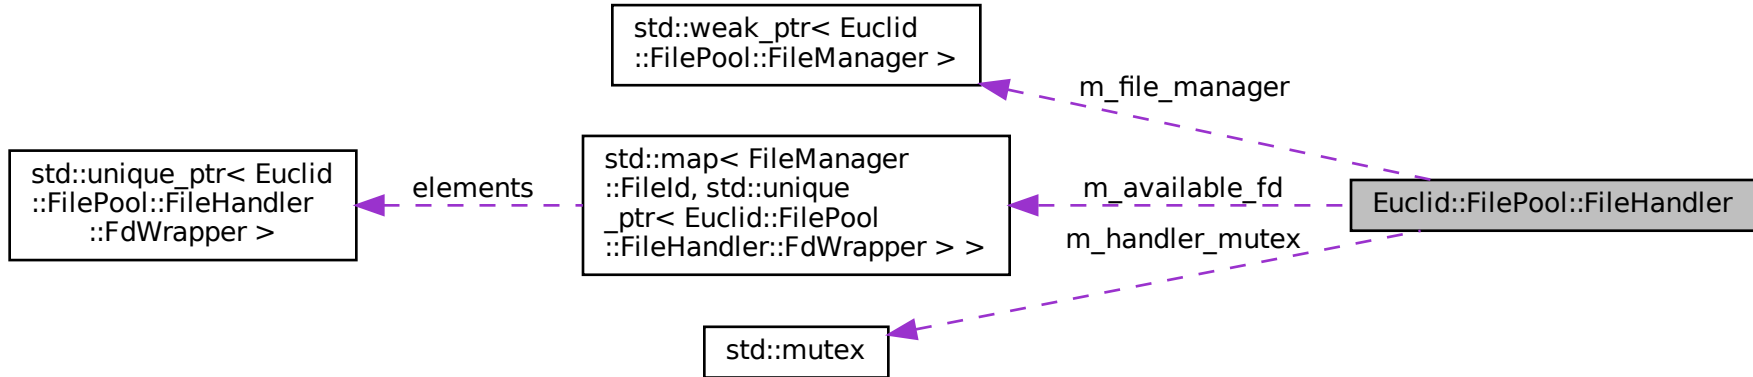 std::weak_ptr< Euclid
::FilePool::FileManager >
m_file_manager
std::unique_ptr< Euclid
::FilePool::FileHandler
::FdWrapper >
elements
std::map< FileManager
::FileId, std::unique
_ptr< Euclid::FilePool
::FileHandler::FdWrapper > >
m_available_fd
m_handler_mutex
Euclid::FilePool::FileHandler
std::mutex